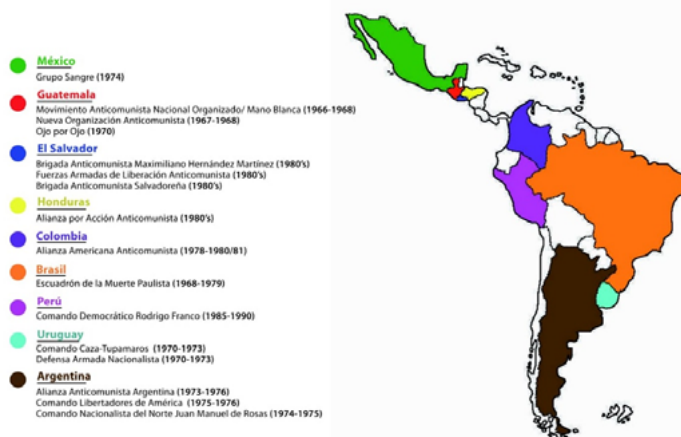 México
Grupo Sangre (1974)
Guatemala
Movimiento Anticomunista Nacional Organizado/ Mano Blanca (1966-1968)
Nueva Organización Anticomunista (1967-1968)
Ojo por Ojo (1970)
El Salvador
Brigada Anticomunista Maximiliano Hernández Martínez (1980's)
Fuerzas Armadas de Liberación Anticomunista (1980's)
Brigada Anticomunista Salvadoreña (1980's)
Honduras
Alianza por Acción Anticomunista (1980's)
Colombia
Alianza Americana Anticomunista (1978-1980/81)
Brasil
Escuadrón de la Muerte Paulista (1968-1979)
Perú
Comando Democrático Rodrigo Franco (1985-1990)
Uruguay
Comando Caza-Tupamaros (1970-1973)
Defensa Armada Nacionalista (1970-1973)
Argentina
Alianza Anticomunista Argentina (1973-1976)
Comando Libertadores de América (1975-1976)
Comando Nacionalista del Norte Juan Manuel de Rosas (1974-1975)